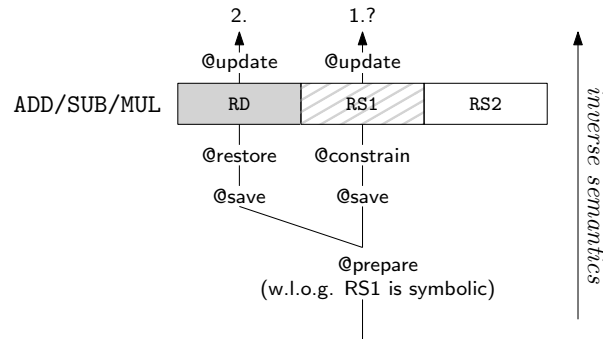 2. 1.?
@update @update
ADD/SUB/MUL RD RS1 RS2
@restore @constrain
@save @save
@prepare
(w.l.o.g. RS1 is symbolic)
inverse semantics